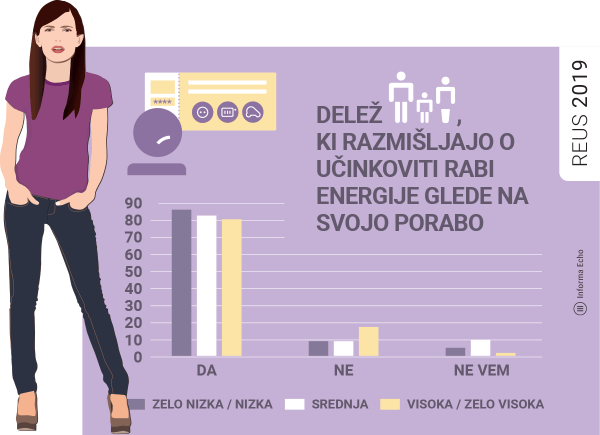 REUS 2019
****
DELEŽ ,
KI RAZMIŠLJAJO O
UČINKOVITI RABI
ENERGIJE GLEDE NA
SVOJO PORABO
90
80
70
60
50
40
30
20
10
0
DA NE NE VEM
ZELO NIZKA / NIZKA SREDNJA VISOKA / ZELO VISOKA
Informa Echo